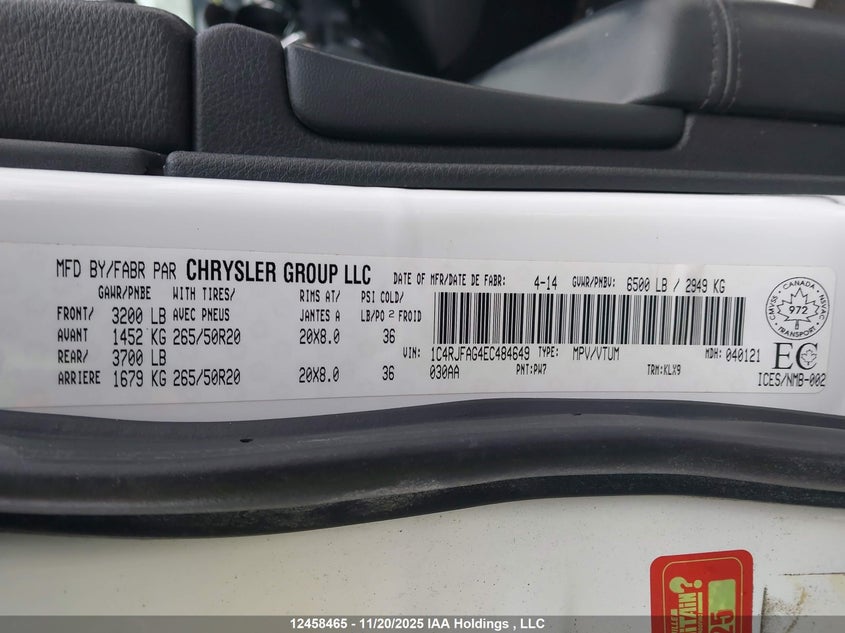 MFD BY/FABR PAR CHRYSLER GROUP LLC DATE OF MFR/DATE DE FABR: 4-14 GVWR/PNBV: 6500 LB / 2949 KG
GAWR/PNBE WITH TIRES/ RIMS AT/ PSI COLD/
FRONT/ 3200 LB AVEC PNEUS JANTES A LB/PO 2 FROID
AVANT 1452 KG 265/50R20 20X8.0 36
REAR/ 3700 LB VIN: 1C4RJFAG4EC484649 TYPE: MPV/VTUM MDH: 040121
ARRIERE 1679 KG 265/50R20 20X8.0 36 030AA PNT:PW7 TRM:KLX9
CANADA
CMVSS NSVAC
972
TRANSPORT
EC
ICES/NMB-002
25
12458465 - 11/20/2025 IAA Holdings , LLC